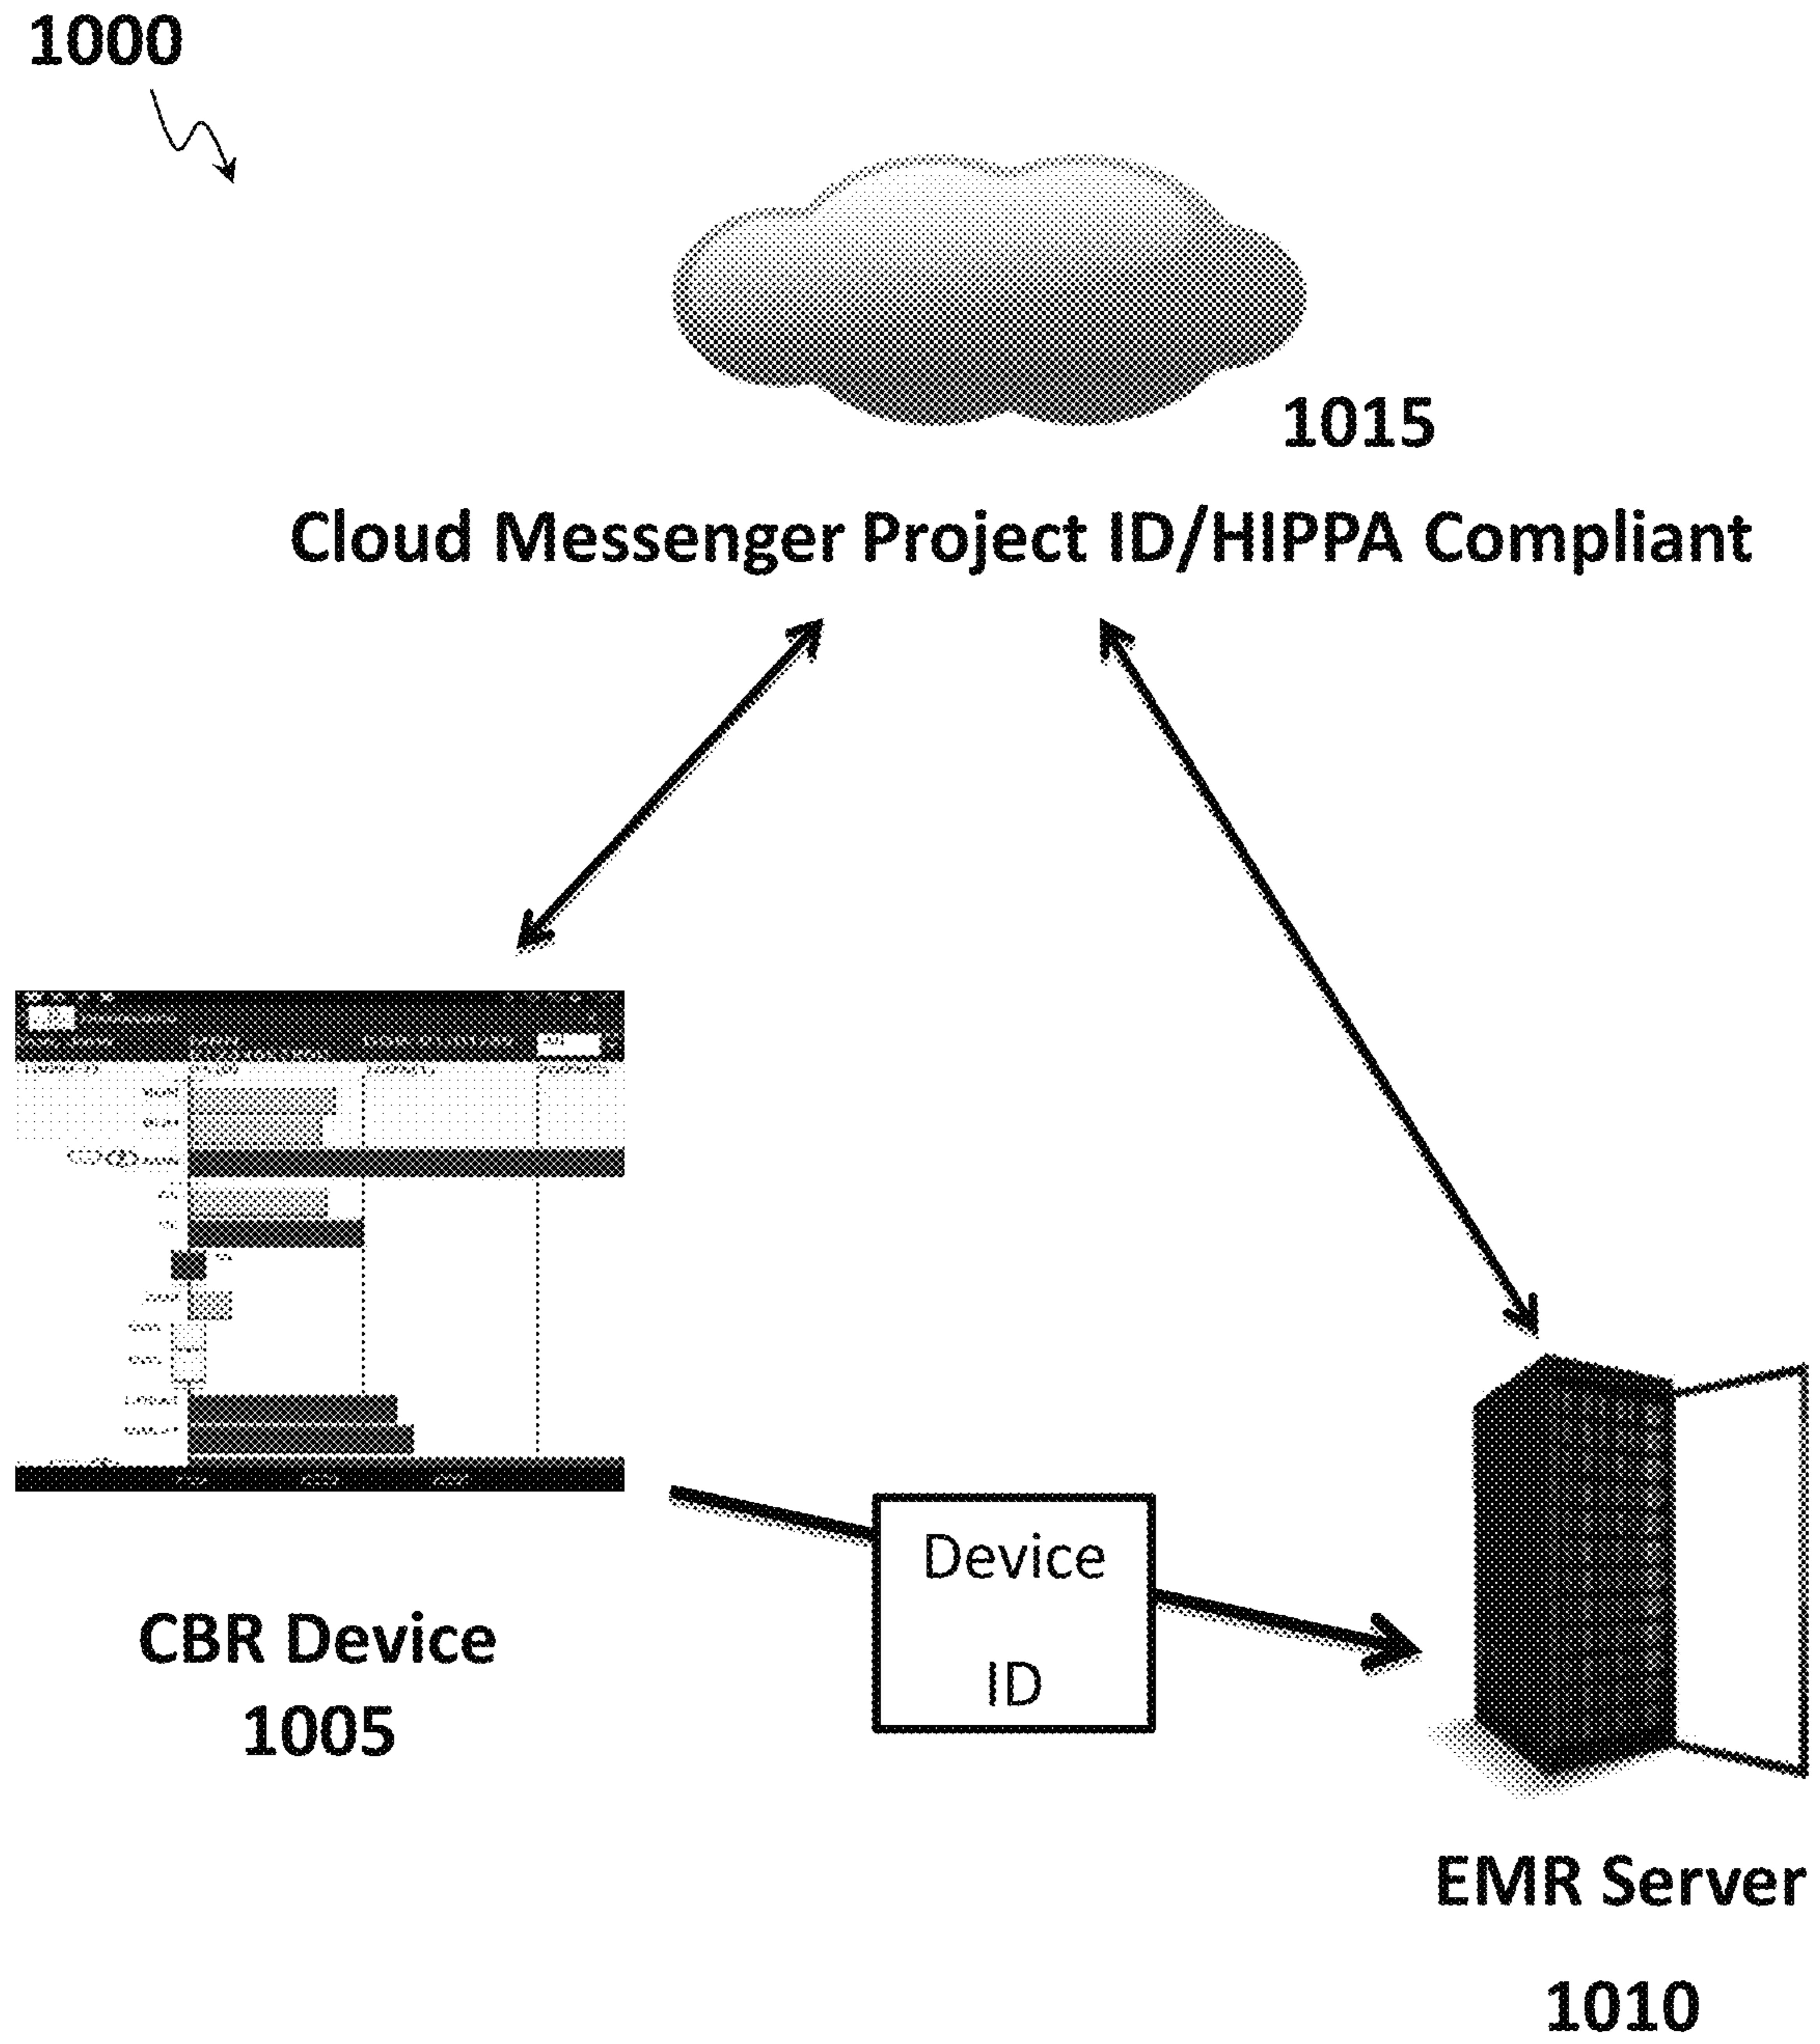 1000
1015
Cloud Messenger Project ID/HIPPA Compliant
Device
ID
CBR Device
1005
EMR Server
1010